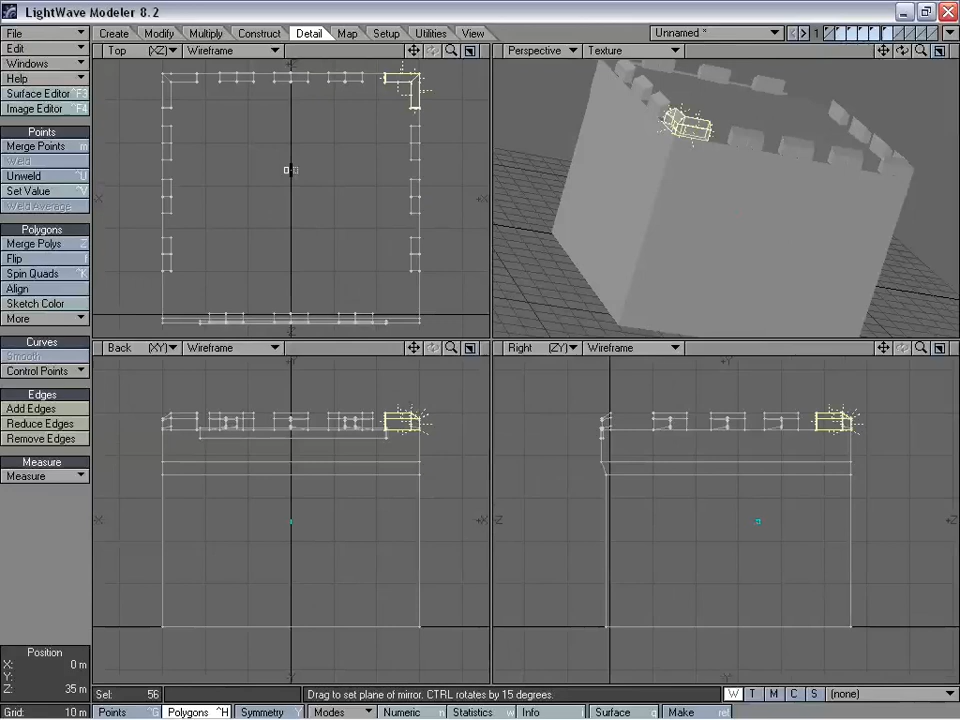 LightWave Modeler 8.2
File
Create Modify Multiply Construct Detail Map Setup Utilities View
Unnamed *
1
Edit
Top (XZ) Wireframe
Perspective Texture
Windows
Help
Surface Editor ^F3
Image Editor ^F4
Points
Merge Points m
Weld
Unweld ^U
Set Value ^V
Weld Average
Polygons
Merge Polys Z
Flip f
Spin Quads ^K
Align
Sketch Color
More
Curves
Smooth
Control Points
Edges
Add Edges
Reduce Edges
Remove Edges
Measure
Measure
Back (XY) Wireframe
Right (ZY) Wireframe
Position
X: 0 m
Y:
Z: 35 m
Grid: 10 m
Sel: 56
Drag to set plane of mirror. CTRL rotates by 15 degrees.
W T M C S (none)
Points ^G Polygons ^H Symmetry Y Modes Numeric n Statistics w Info i Surface q Make ret